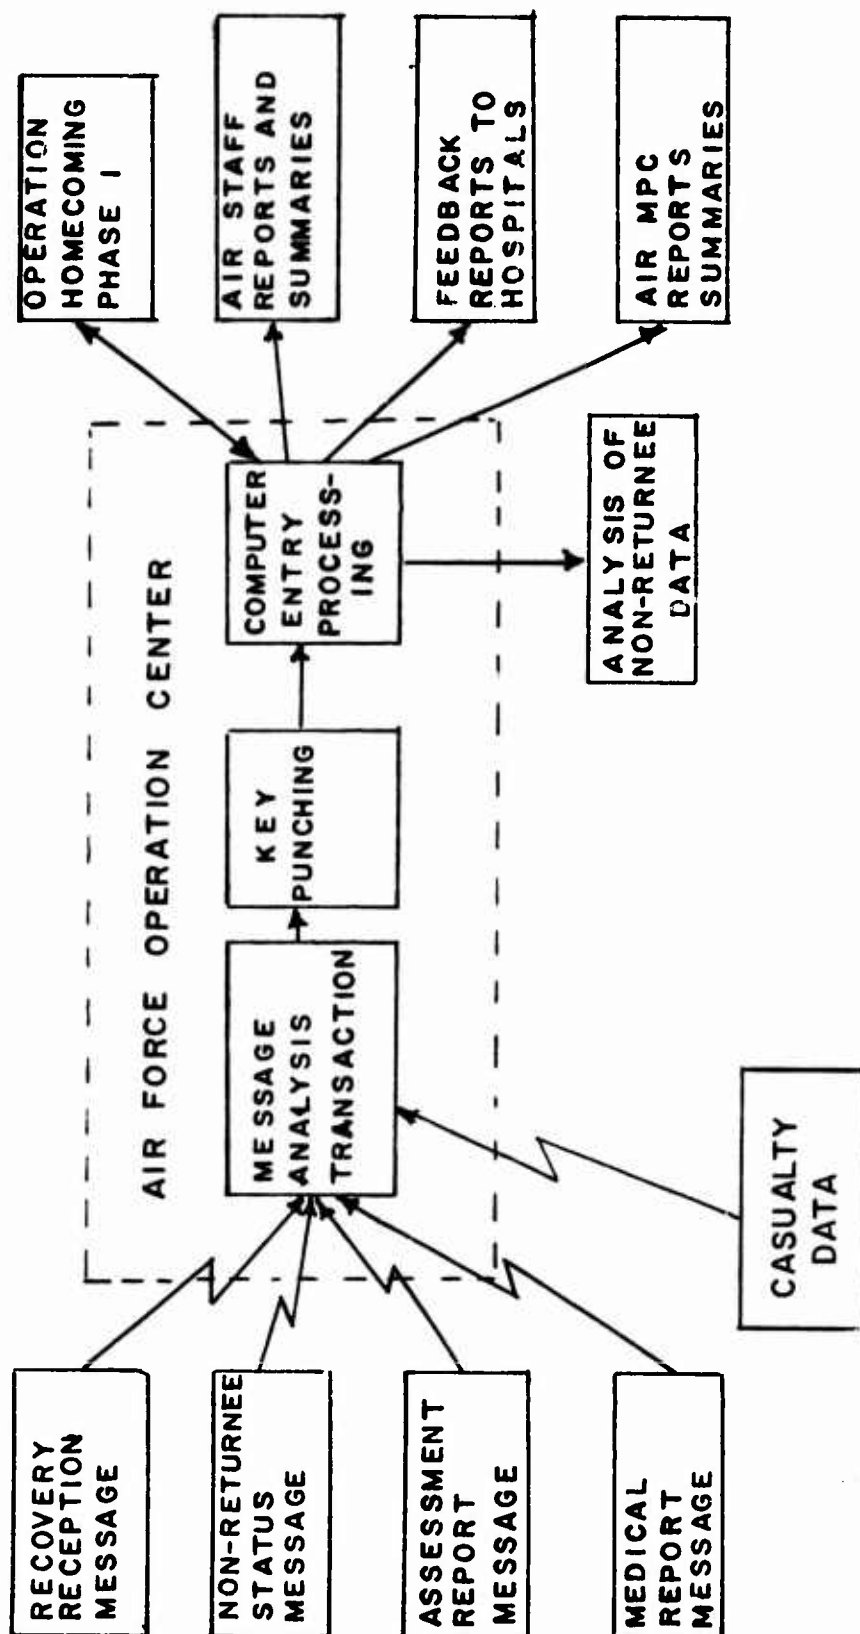 AIR FORCE OPERATION CENTER
RECOVERY
RECEPTION
MESSAGE
NON-RETURNEE
STATUS
MESSAGE
ASSESSMENT
REPORT
MESSAGE
MEDICAL
REPORT
MESSAGE
CASUALTY
DATA
MESSAGE
ANALYSIS
TRANSACTION
KEY
PUNCHING
COMPUTER
ENTRY
PROCESS-
ING
OPERATION
HOMECOMING
PHASE I
AIR STAFF
REPORTS AND
SUMMARIES
FEEDBACK
REPORTS TO
HOSPITALS
AIR MPC
REPORTS
SUMMARIES
ANALYSIS OF
NON-RETURNEE
DATA